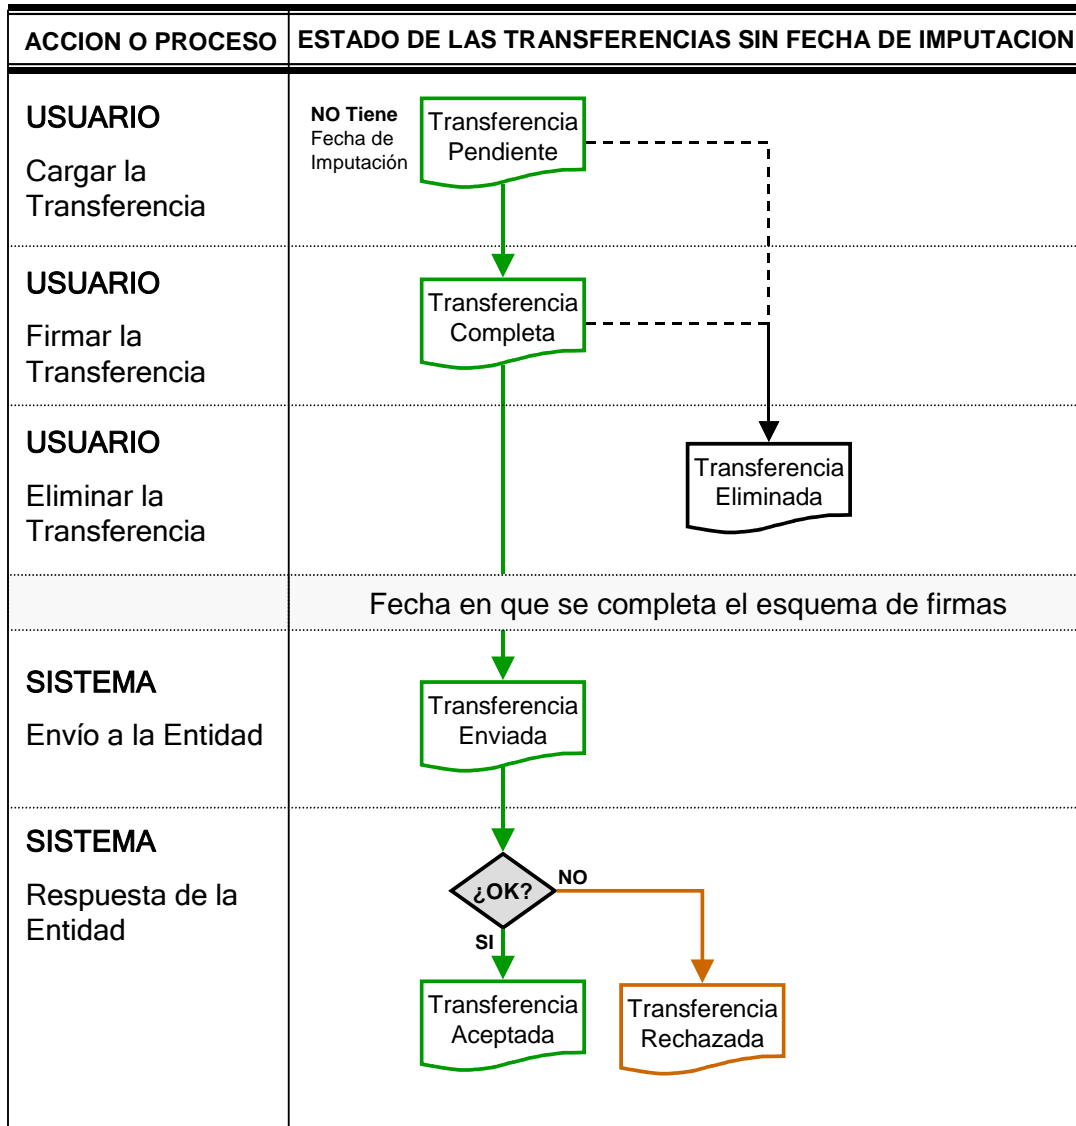 ACCION O PROCESO
ESTADO DE LAS TRANSFERENCIAS SIN FECHA DE IMPUTACION
USUARIO
Cargar la
Transferencia
NO Tiene
Fecha de
Imputación
Transferencia
Pendiente
USUARIO
Firmar la
Transferencia
Transferencia
Completa
USUARIO
Eliminar la
Transferencia
Transferencia
Eliminada
Fecha en que se completa el esquema de firmas
SISTEMA
Envío a la Entidad
Transferencia
Enviada
SISTEMA
Respuesta de la
Entidad
¿OK?
NO
SI
Transferencia
Aceptada
Transferencia
Rechazada